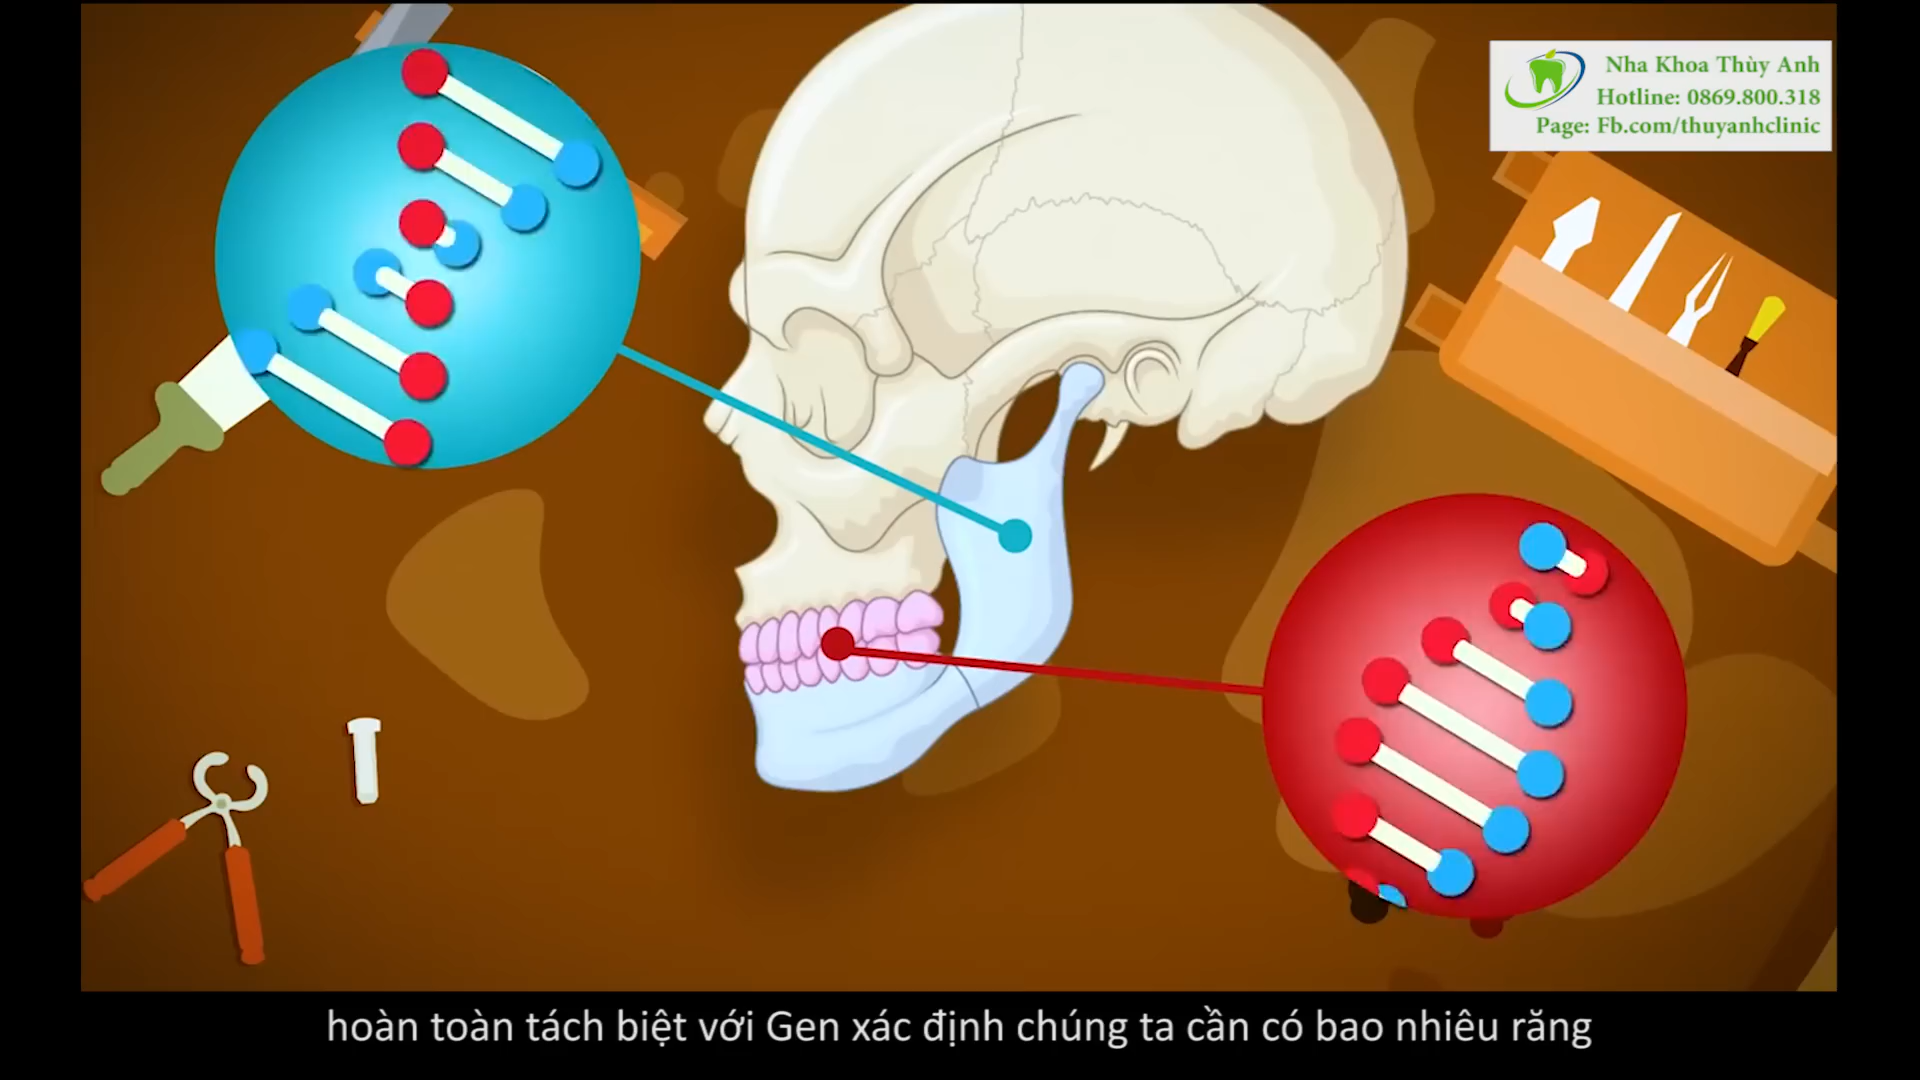 Nha Khoa Thùy Anh
Hotline: 0869.800.318
Page: Fb.com/thuyanhclinic
hoàn toàn tách biệt với Gen xác định chúng ta cần có bao nhiêu răng